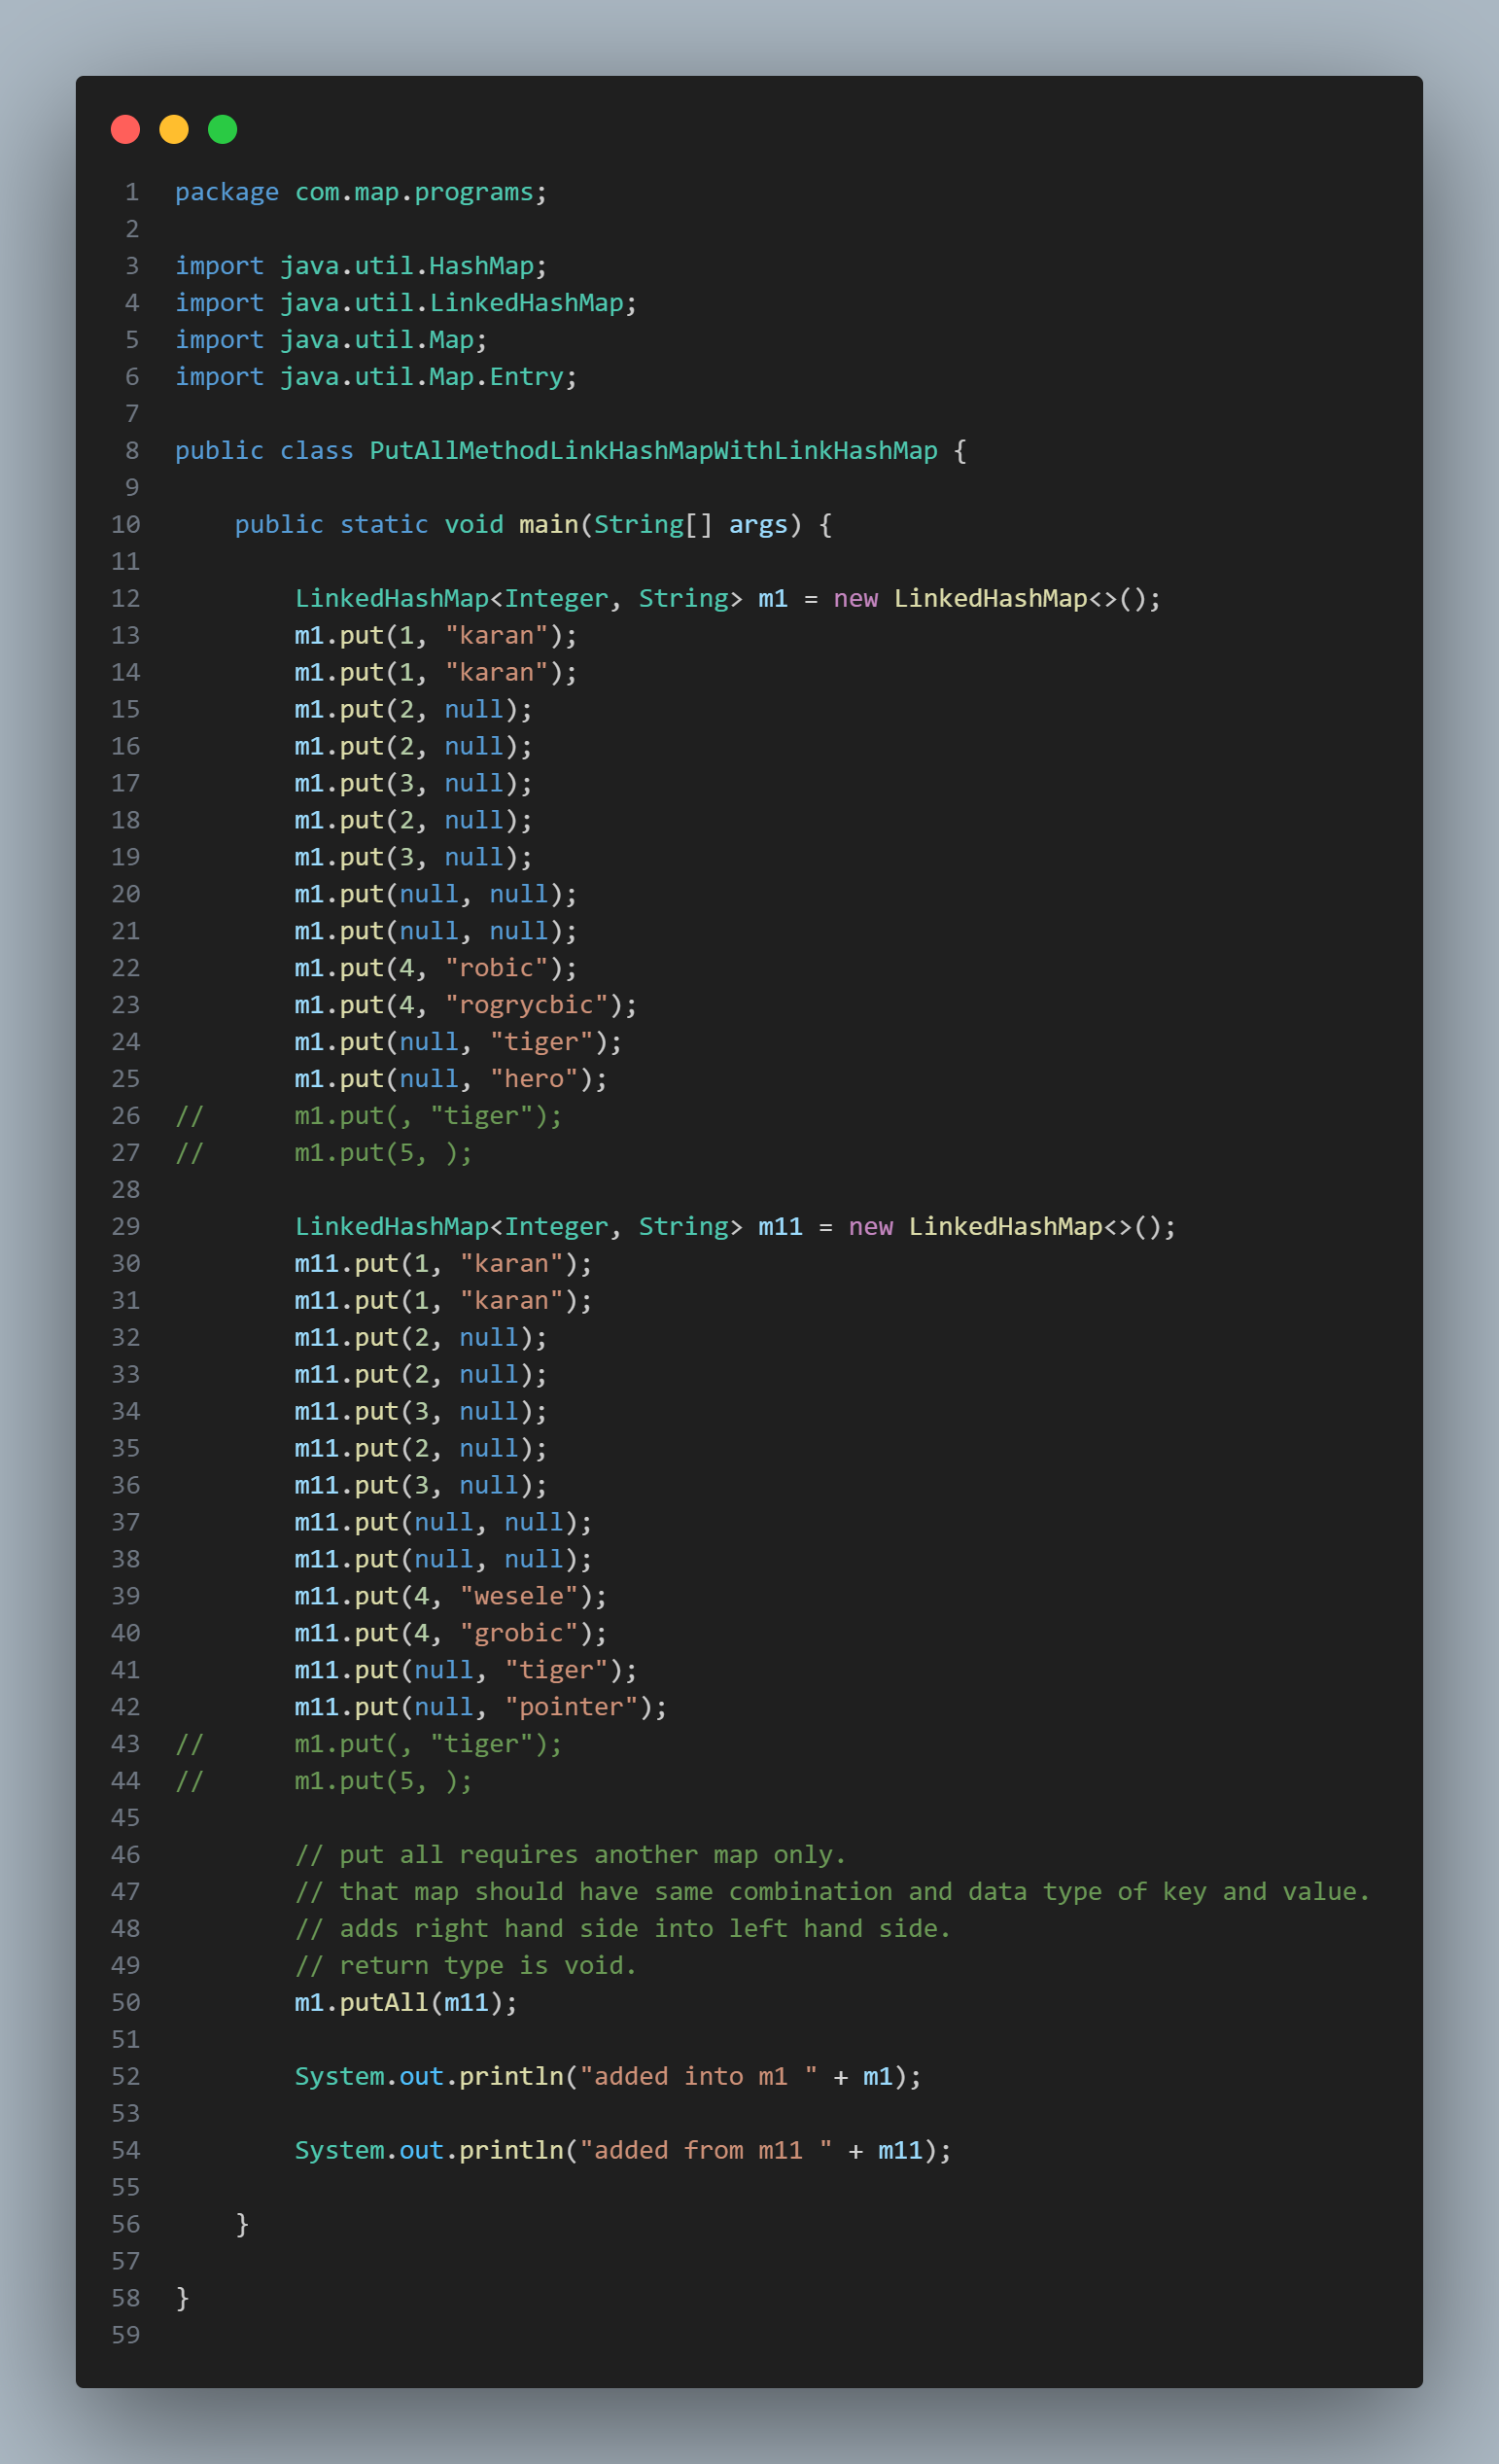 1 package com.map.programs;
2
3 import java.util.HashMap;
4 import java.util.LinkedHashMap;
5 import java.util.Map;
6 import java.util.Map.Entry;
7
8 public class PutAllMethodLinkHashMapWithLinkHashMap {
9
10     public static void main(String[] args) {
11
12         LinkedHashMap<Integer, String> m1 = new LinkedHashMap<>();
13         m1.put(1, "karan");
14         m1.put(1, "karan");
15         m1.put(2, null);
16         m1.put(2, null);
17         m1.put(3, null);
18         m1.put(2, null);
19         m1.put(3, null);
20         m1.put(null, null);
21         m1.put(null, null);
22         m1.put(4, "robic");
23         m1.put(4, "rogrycbic");
24         m1.put(null, "tiger");
25         m1.put(null, "hero");
26 //      m1.put(, "tiger");
27 //      m1.put(5, );
28
29         LinkedHashMap<Integer, String> m11 = new LinkedHashMap<>();
30         m11.put(1, "karan");
31         m11.put(1, "karan");
32         m11.put(2, null);
33         m11.put(2, null);
34         m11.put(3, null);
35         m11.put(2, null);
36         m11.put(3, null);
37         m11.put(null, null);
38         m11.put(null, null);
39         m11.put(4, "wesele");
40         m11.put(4, "grobic");
41         m11.put(null, "tiger");
42         m11.put(null, "pointer");
43 //      m1.put(, "tiger");
44 //      m1.put(5, );
45
46         // put all requires another map only.
47         // that map should have same combination and data type of key and value.
48         // adds right hand side into left hand side.
49         // return type is void.
50         m1.putAll(m11);
51
52         System.out.println("added into m1 " + m1);
53
54         System.out.println("added from m11 " + m11);
55
56     }
57
58 }
59